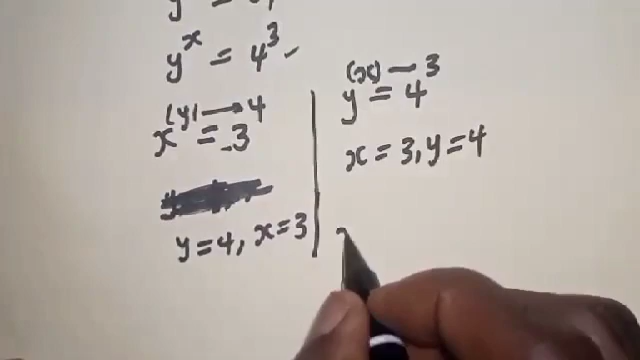 y^x = 4^3
(y) → 4
x = 3
y = 4, x = 3
(x) — 3
y = 4
x = 3, y = 4